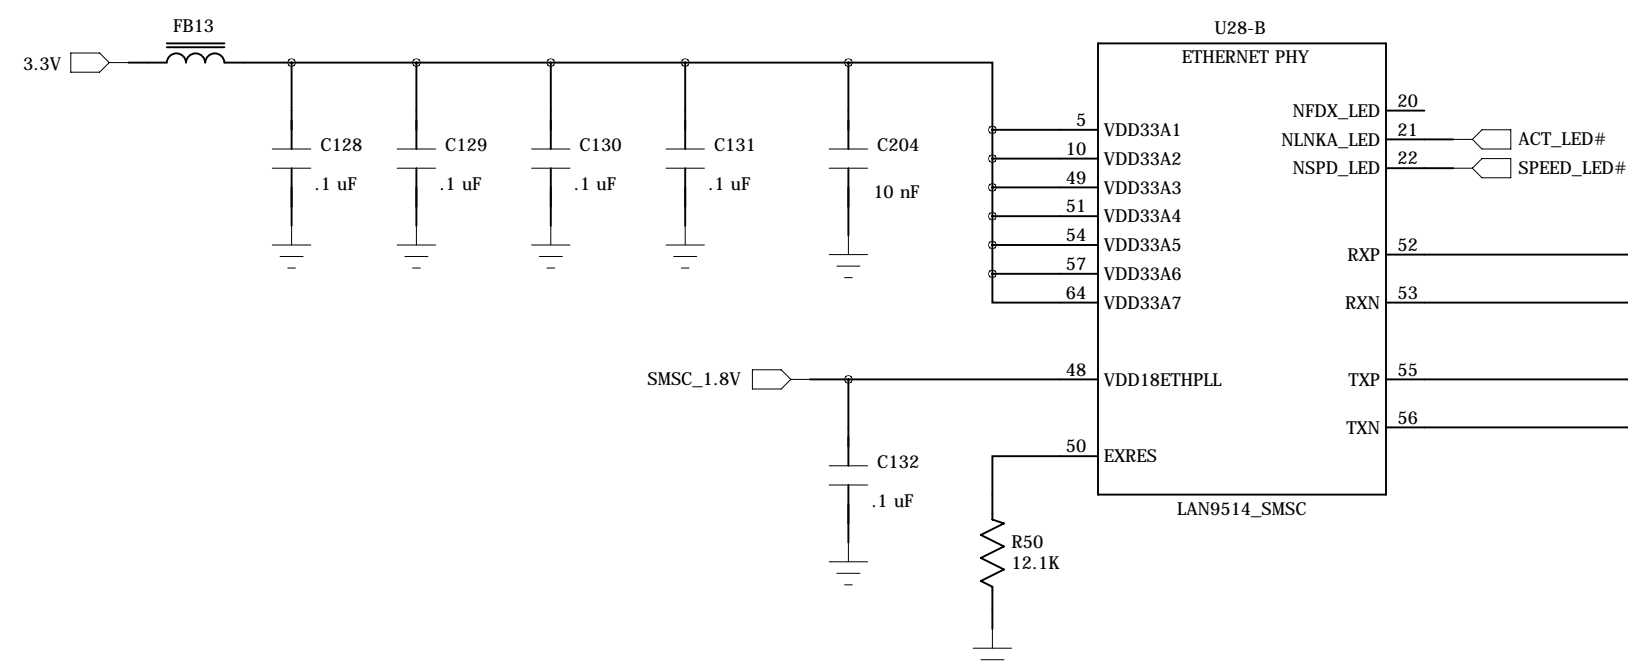 FB13
3.3V
C128
.1 uF
C129
.1 uF
C130
.1 uF
C131
.1 uF
C204
10 nF
U28-B
ETHERNET PHY
5 VDD33A1
10 VDD33A2
49 VDD33A3
51 VDD33A4
54 VDD33A5
57 VDD33A6
64 VDD33A7
NFDX_LED 20
NLNKA_LED 21 ACT_LED#
NSPD_LED 22 SPEED_LED#
RXP 52
RXN 53
SMSC_1.8V 48 VDD18ETHPLL
TXP 55
TXN 56
50 EXRES
C132
.1 uF
LAN9514_SMSC
R50
12.1K